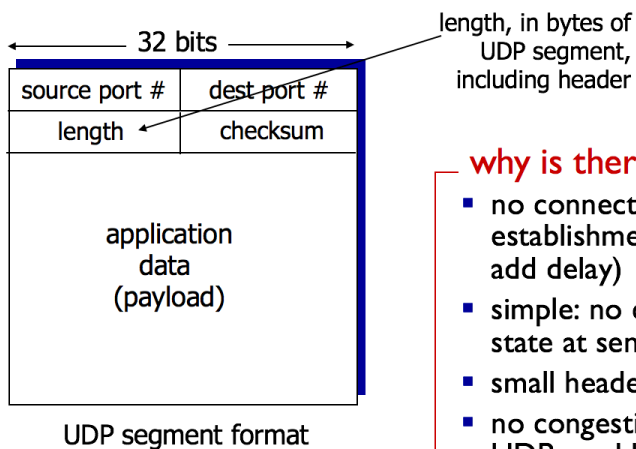 32 bits
source port #
dest port #
length
checksum
application
data
(payload)
UDP segment format
length, in bytes of
UDP segment,
including header
why is ther
no connect
establishme
add delay)
simple: no
state at sen
small heade
no congesti